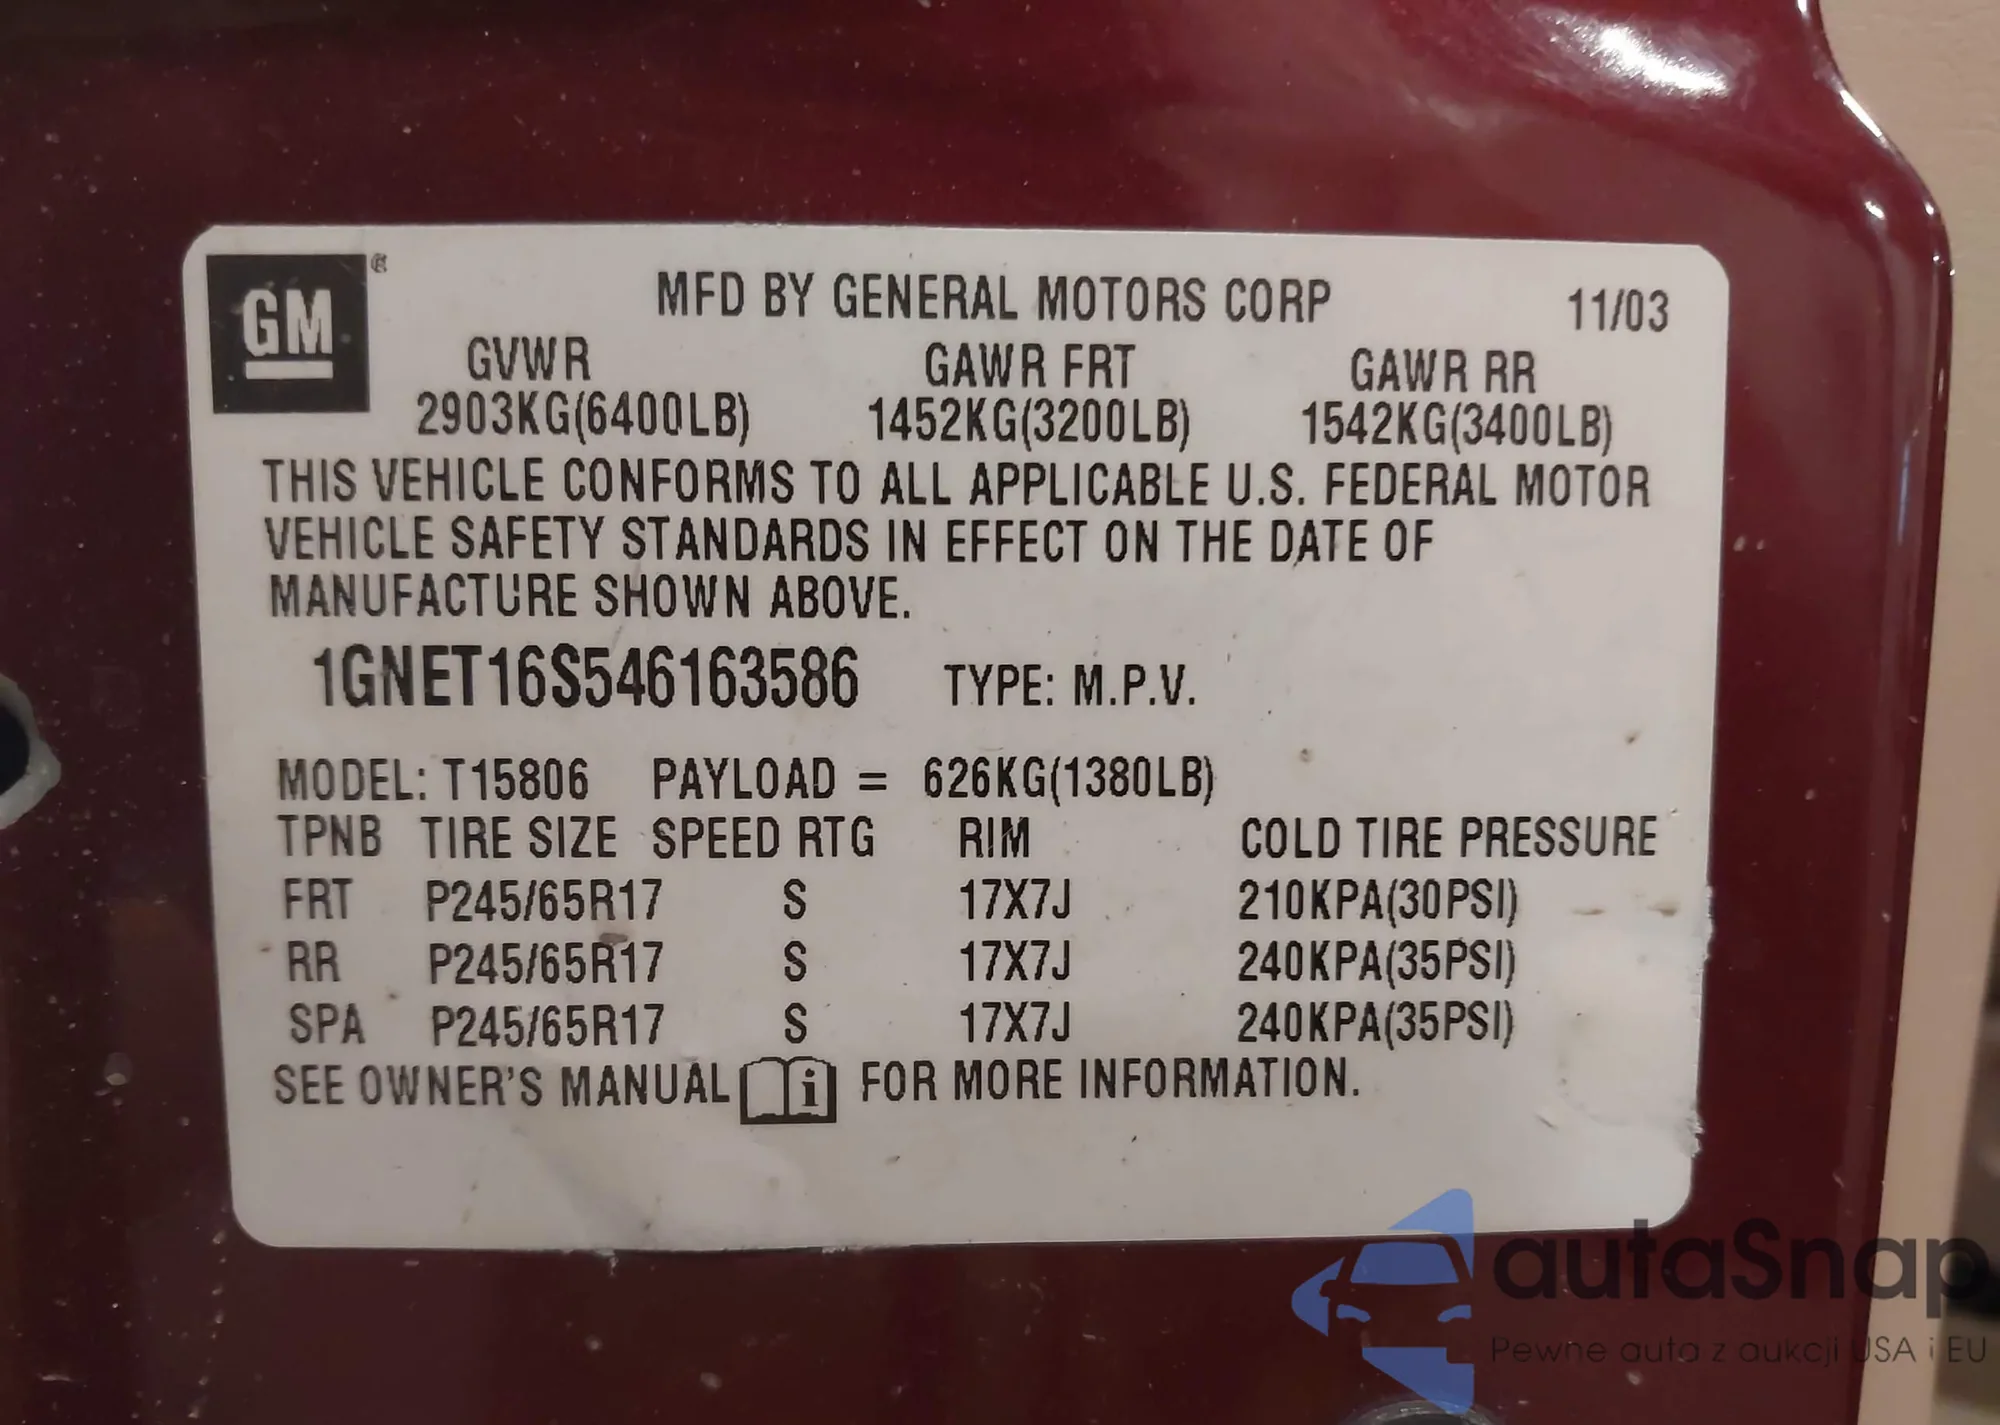 GM
MFD BY GENERAL MOTORS CORP 11/03
GVWR GAWR FRT GAWR RR
2903KG(6400LB) 1452KG(3200LB) 1542KG(3400LB)
THIS VEHICLE CONFORMS TO ALL APPLICABLE U.S. FEDERAL MOTOR
VEHICLE SAFETY STANDARDS IN EFFECT ON THE DATE OF
MANUFACTURE SHOWN ABOVE.
1GNET16S546163586 TYPE: M.P.V.
MODEL: T15806 PAYLOAD = 626KG(1380LB)
TPNB TIRE SIZE SPEED RTG RIM COLD TIRE PRESSURE
FRT P245/65R17 S 17X7J 210KPA(30PSI)
RR P245/65R17 S 17X7J 240KPA(35PSI)
SPA P245/65R17 S 17X7J 240KPA(35PSI)
SEE OWNER'S MANUAL i FOR MORE INFORMATION.
autaSnap
Pewne auta z aukcji USA i EU